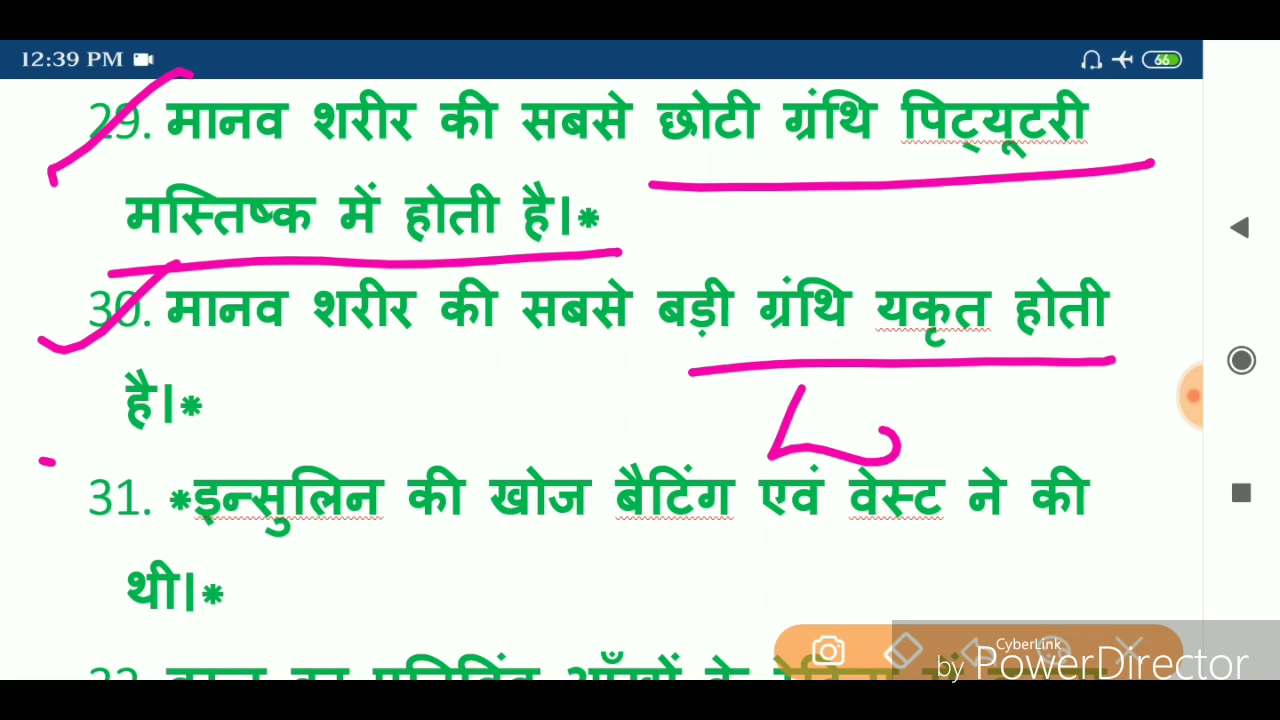 12:39 PM
66
29. मानव शरीर की सबसे छोटी ग्रंथि पिट्यूटरी
मस्तिष्क में होती है।*
30. मानव शरीर की सबसे बड़ी ग्रंथि यकृत होती
है।*
31. *इन्सुलिन की खोज बैटिंग एवं वेस्ट ने की
थी।*
CyberLink
by PowerDirector